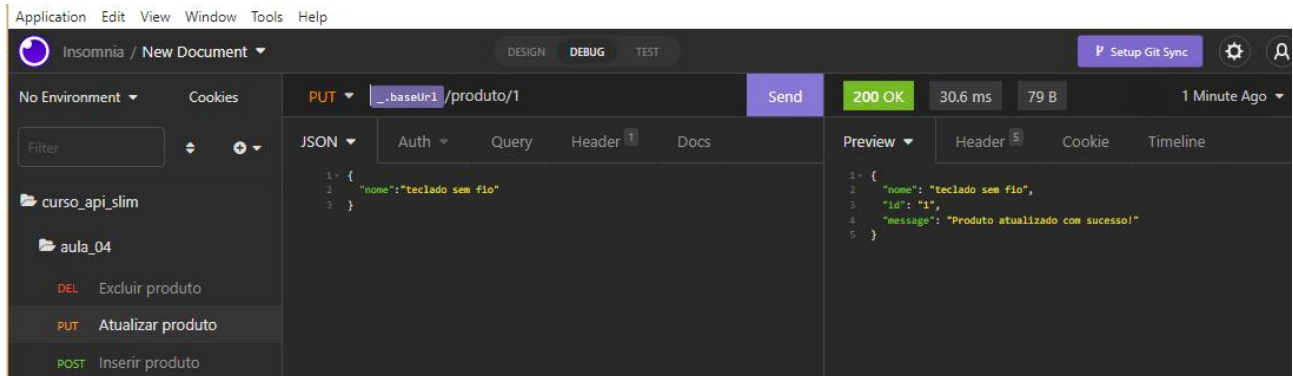 Application Edit View Window Tools Help
Insomnia / New Document
DESIGN DEBUG TEST
Setup Git Sync
No Environment Cookies
PUT _.baseUrl /produto/1 Send
200 OK 30.6 ms 79 B 1 Minute Ago
Filter
JSON Auth Query Header 1 Docs
Preview Header 5 Cookie Timeline
1 {
2 "nome":"teclado sem fio"
3 }
1 {
2 "nome": "teclado sem fio",
3 "id": "1",
4 "message": "Produto atualizado com sucesso!"
5 }
curso_api_slim
aula_04
DEL Excluir produto
PUT Atualizar produto
POST Inserir produto